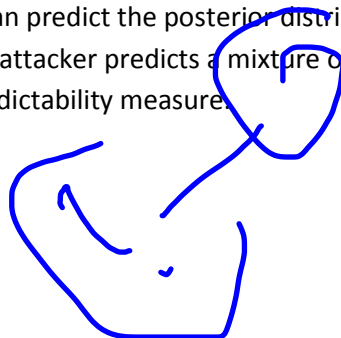 an predict the posterior distri
attacker predicts a mixture o
dictability measure.